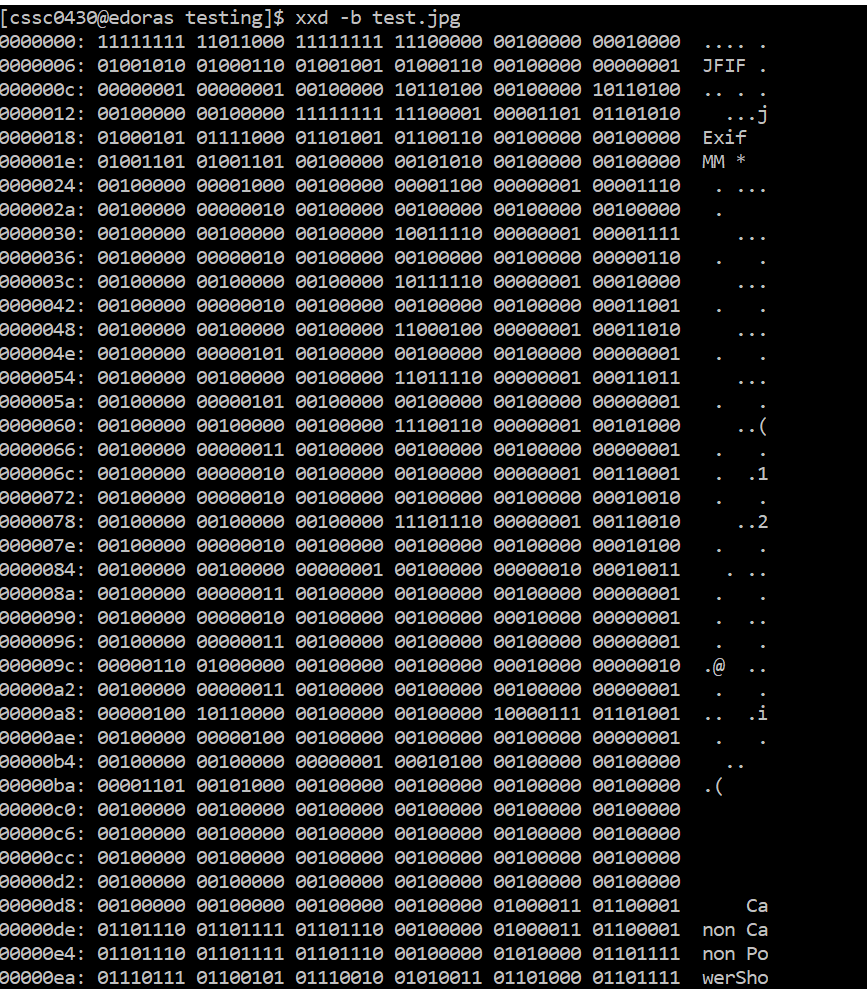 [cssc0430@edoras testing]$ xxd -b test.jpg
0000000: 11111111 11011000 11111111 11100000 00100000 00010000  .... .
0000006: 01001010 01000110 01001001 01000110 00100000 00000001  JFIF .
000000c: 00000001 00000001 00100000 10110100 00100000 10110100  .. . .
0000012: 00100000 00100000 11111111 11100001 00001101 01101010    ...j
0000018: 01000101 01111000 01101001 01100110 00100000 00100000  Exif
000001e: 01001101 01001101 00100000 00101010 00100000 00100000  MM *
0000024: 00100000 00001000 00100000 00001100 00000001 00001110   . ...
000002a: 00100000 00000010 00100000 00100000 00100000 00100000   .
0000030: 00100000 00100000 00100000 10011110 00000001 00001111     ...
0000036: 00100000 00000010 00100000 00100000 00100000 00000110   .   .
000003c: 00100000 00100000 00100000 10111110 00000001 00010000     ...
0000042: 00100000 00000010 00100000 00100000 00100000 00011001   .   .
0000048: 00100000 00100000 00100000 11000100 00000001 00011010     ...
000004e: 00100000 00000101 00100000 00100000 00100000 00000001   .   .
0000054: 00100000 00100000 00100000 11011110 00000001 00011011     ...
000005a: 00100000 00000101 00100000 00100000 00100000 00000001   .   .
0000060: 00100000 00100000 00100000 11100110 00000001 00101000     ..(
0000066: 00100000 00000011 00100000 00100000 00100000 00000001   .   .
000006c: 00100000 00000010 00100000 00100000 00000001 00110001   .  .1
0000072: 00100000 00000010 00100000 00100000 00100000 00010010   .   .
0000078: 00100000 00100000 00100000 11101110 00000001 00110010     ..2
000007e: 00100000 00000010 00100000 00100000 00100000 00010100   .   .
0000084: 00100000 00100000 00000001 00100000 00000010 00010011    . ..
000008a: 00100000 00000011 00100000 00100000 00100000 00000001   .   .
0000090: 00100000 00000010 00100000 00100000 00010000 00000001   .  ..
0000096: 00100000 00000011 00100000 00100000 00100000 00000001   .   .
000009c: 00000110 01000000 00100000 00100000 00010000 00000010  .@  ..
00000a2: 00100000 00000011 00100000 00100000 00100000 00000001   .   .
00000a8: 00000100 10110000 00100000 00100000 10000111 01101001  ..  .i
00000ae: 00100000 00000100 00100000 00100000 00100000 00000001   .   .
00000b4: 00100000 00100000 00000001 00010100 00100000 00100000    ..
00000ba: 00001101 00101000 00100000 00100000 00100000 00100000  .(
00000c0: 00100000 00100000 00100000 00100000 00100000 00100000
00000c6: 00100000 00100000 00100000 00100000 00100000 00100000
00000cc: 00100000 00100000 00100000 00100000 00100000 00100000
00000d2: 00100000 00100000 00100000 00100000 00100000 00100000
00000d8: 00100000 00100000 00100000 00100000 01000011 01100001      Ca
00000de: 01101110 01101111 01101110 00100000 01000011 01100001  non Ca
00000e4: 01101110 01101111 01101110 00100000 01010000 01101111  non Po
00000ea: 01110111 01100101 01110010 01010011 01101000 01101111  werSho